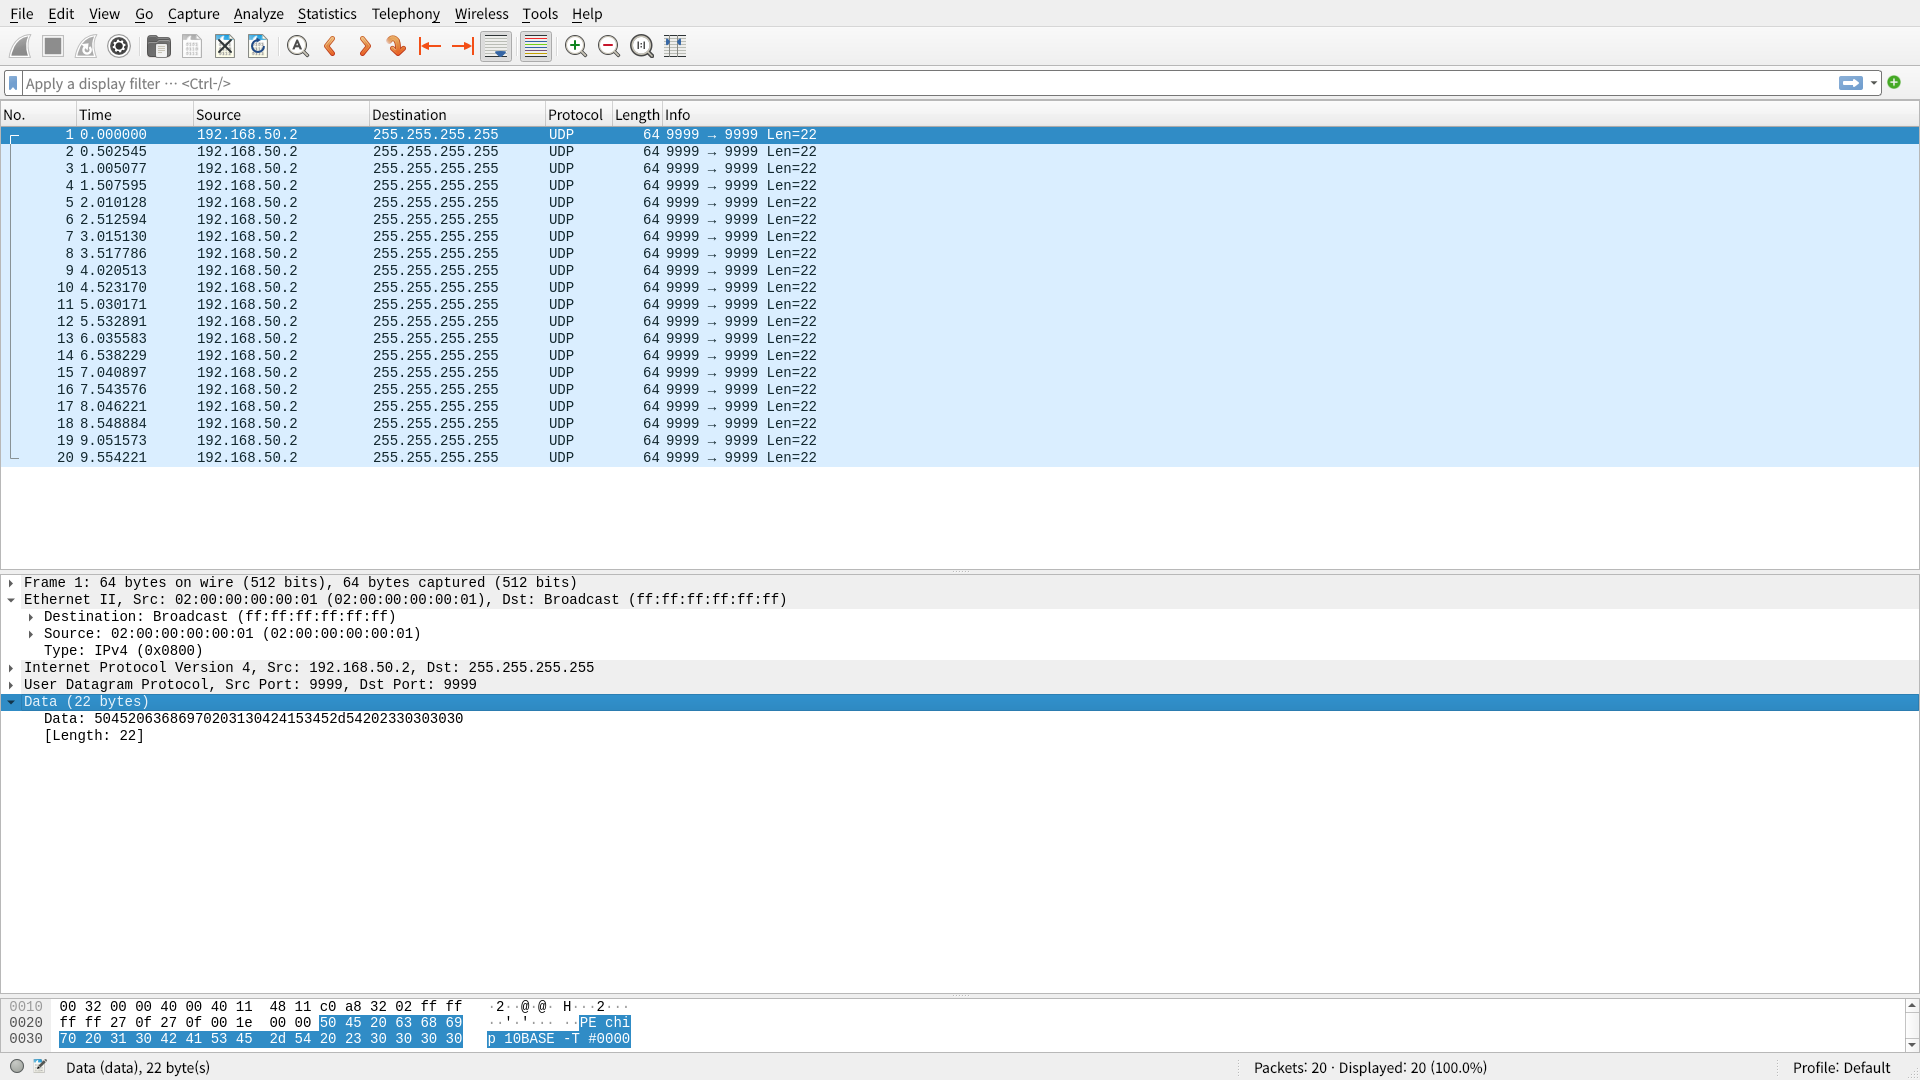 File Edit View Go Capture Analyze Statistics Telephony Wireless Tools Help
Apply a display filter … <Ctrl-/>
No. Time Source Destination Protocol Length Info
1 0.000000 192.168.50.2 255.255.255.255 UDP 64 9999 → 9999 Len=22
2 0.502545 192.168.50.2 255.255.255.255 UDP 64 9999 → 9999 Len=22
3 1.005077 192.168.50.2 255.255.255.255 UDP 64 9999 → 9999 Len=22
4 1.507595 192.168.50.2 255.255.255.255 UDP 64 9999 → 9999 Len=22
5 2.010128 192.168.50.2 255.255.255.255 UDP 64 9999 → 9999 Len=22
6 2.512594 192.168.50.2 255.255.255.255 UDP 64 9999 → 9999 Len=22
7 3.015130 192.168.50.2 255.255.255.255 UDP 64 9999 → 9999 Len=22
8 3.517786 192.168.50.2 255.255.255.255 UDP 64 9999 → 9999 Len=22
9 4.020513 192.168.50.2 255.255.255.255 UDP 64 9999 → 9999 Len=22
10 4.523170 192.168.50.2 255.255.255.255 UDP 64 9999 → 9999 Len=22
11 5.030171 192.168.50.2 255.255.255.255 UDP 64 9999 → 9999 Len=22
12 5.532891 192.168.50.2 255.255.255.255 UDP 64 9999 → 9999 Len=22
13 6.035583 192.168.50.2 255.255.255.255 UDP 64 9999 → 9999 Len=22
14 6.538229 192.168.50.2 255.255.255.255 UDP 64 9999 → 9999 Len=22
15 7.040897 192.168.50.2 255.255.255.255 UDP 64 9999 → 9999 Len=22
16 7.543576 192.168.50.2 255.255.255.255 UDP 64 9999 → 9999 Len=22
17 8.046221 192.168.50.2 255.255.255.255 UDP 64 9999 → 9999 Len=22
18 8.548884 192.168.50.2 255.255.255.255 UDP 64 9999 → 9999 Len=22
19 9.051573 192.168.50.2 255.255.255.255 UDP 64 9999 → 9999 Len=22
20 9.554221 192.168.50.2 255.255.255.255 UDP 64 9999 → 9999 Len=22
Frame 1: 64 bytes on wire (512 bits), 64 bytes captured (512 bits)
Ethernet II, Src: 02:00:00:00:00:01 (02:00:00:00:00:01), Dst: Broadcast (ff:ff:ff:ff:ff:ff)
Destination: Broadcast (ff:ff:ff:ff:ff:ff)
Source: 02:00:00:00:00:01 (02:00:00:00:00:01)
Type: IPv4 (0x0800)
Internet Protocol Version 4, Src: 192.168.50.2, Dst: 255.255.255.255
User Datagram Protocol, Src Port: 9999, Dst Port: 9999
Data (22 bytes)
Data: 50452063686970203130424153452d54202330303030
[Length: 22]
0010 00 32 00 00 40 00 40 11 48 11 c0 a8 32 02 ff ff ·2··@·@· H···2···
0020 ff ff 27 0f 27 0f 00 1e 00 00 50 45 20 63 68 69 ··'·'··· ··PE chi
0030 70 20 31 30 42 41 53 45 2d 54 20 23 30 30 30 30 p 10BASE -T #0000
Data (data), 22 byte(s) Packets: 20 · Displayed: 20 (100.0%) Profile: Default